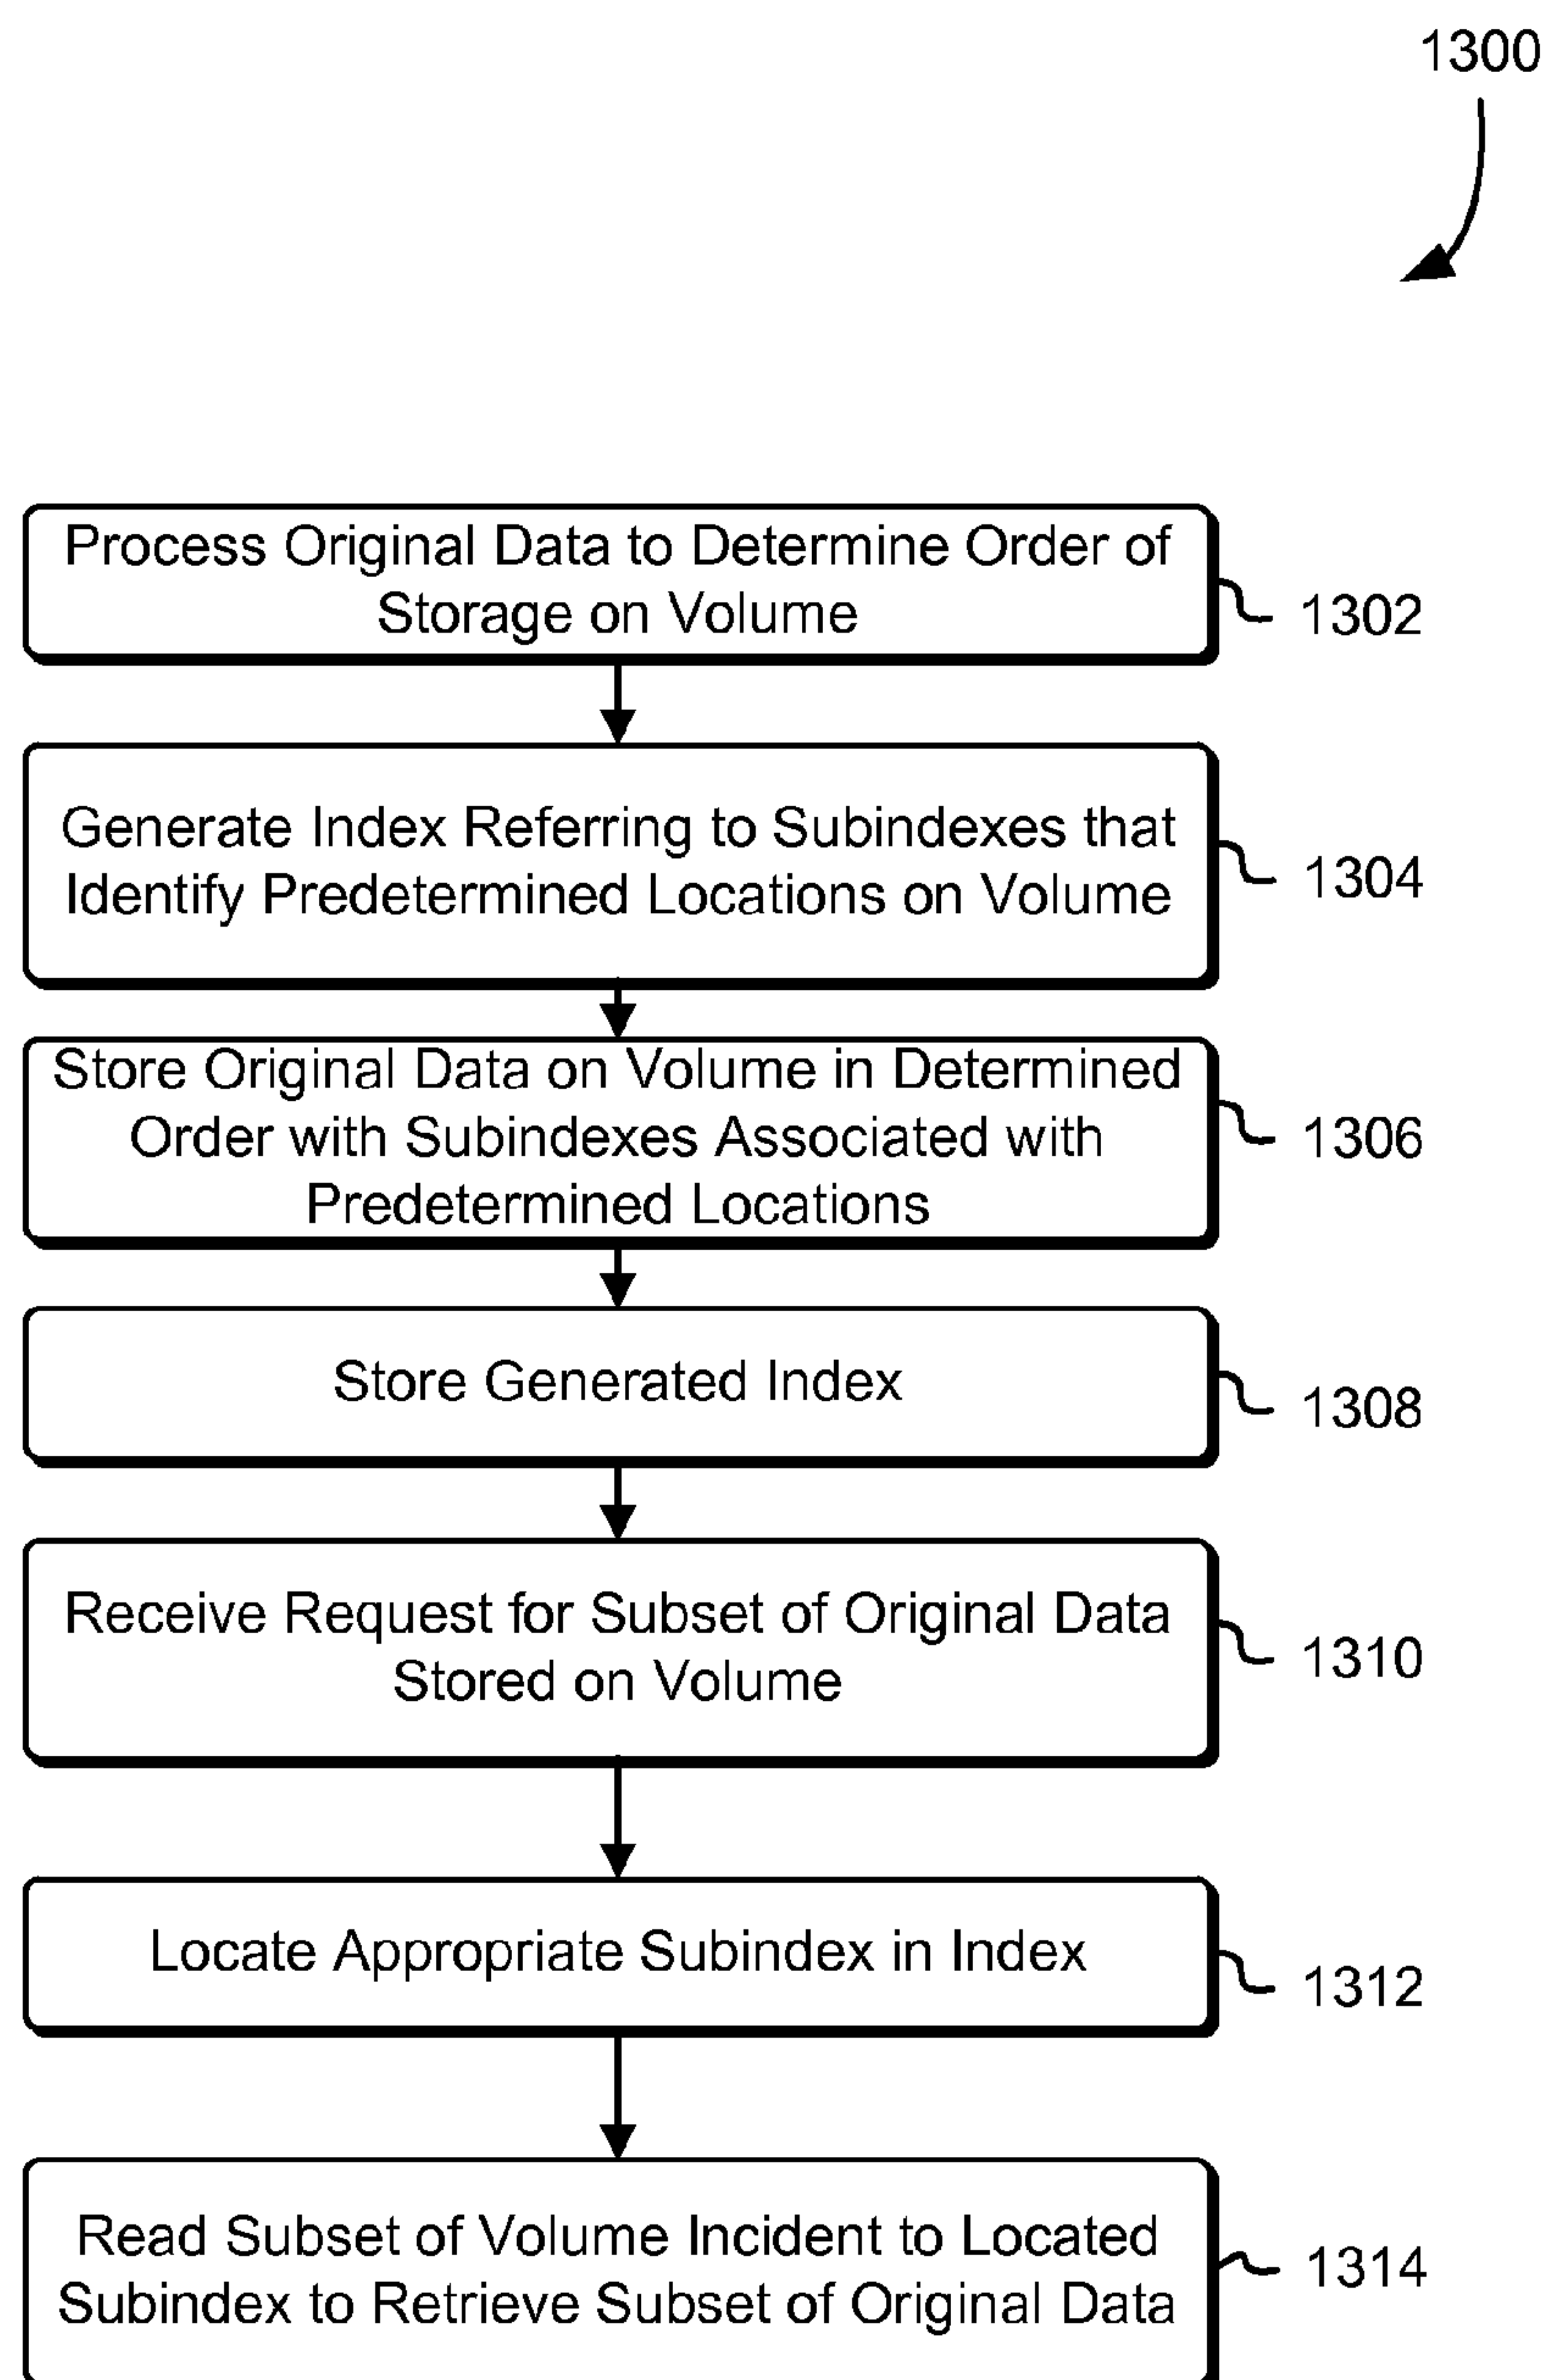 1300
Process Original Data to Determine Order of
Storage on Volume
1302
Generate Index Referring to Subindexes that
Identify Predetermined Locations on Volume
1304
Store Original Data on Volume in Determined
Order with Subindexes Associated with
Predetermined Locations
1306
Store Generated Index
1308
Receive Request for Subset of Original Data
Stored on Volume
1310
Locate Appropriate Subindex in Index
1312
Read Subset of Volume Incident to Located
Subindex to Retrieve Subset of Original Data
1314